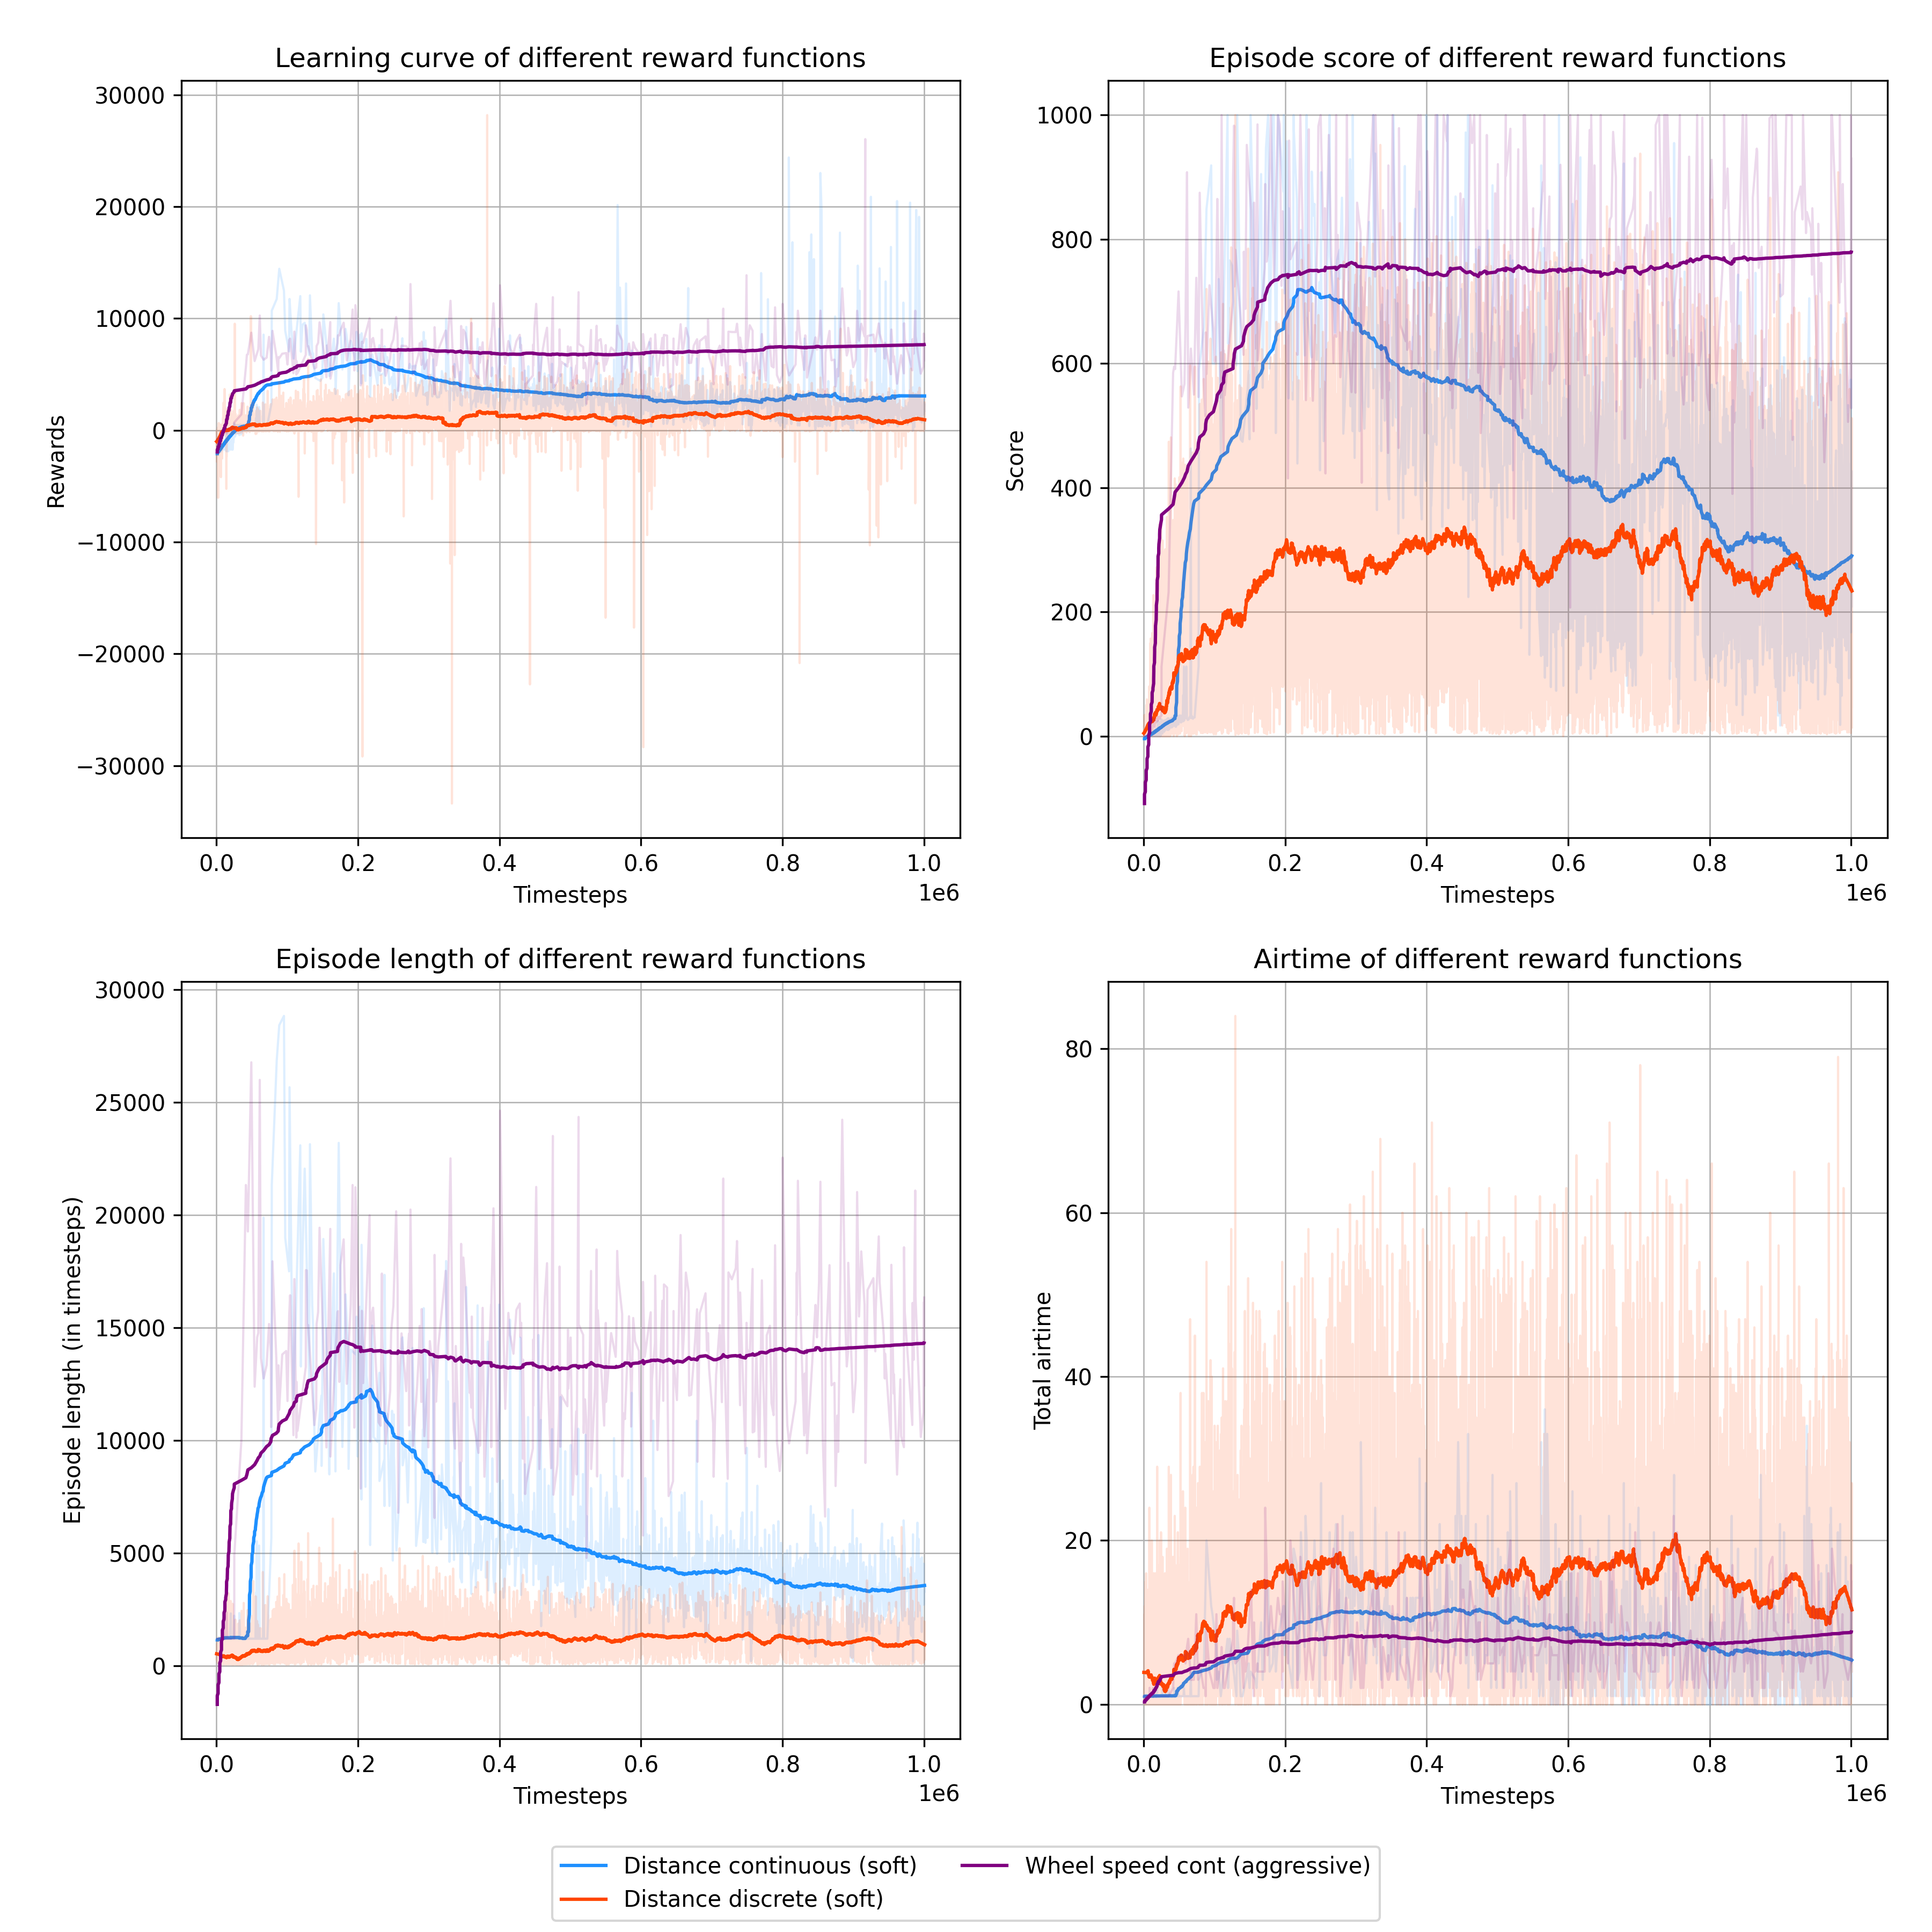 Learning curve of different reward functions
30000
20000
10000
0
−10000
−20000
−30000
Rewards
0.0 0.2 0.4 0.6 0.8 1.0
1e6
Timesteps
Episode score of different reward functions
1000
800
600
400
200
0
Score
0.0 0.2 0.4 0.6 0.8 1.0
1e6
Timesteps
Episode length of different reward functions
30000
25000
20000
15000
10000
5000
0
Episode length (in timesteps)
0.0 0.2 0.4 0.6 0.8 1.0
1e6
Timesteps
Airtime of different reward functions
80
60
40
20
0
Total airtime
0.0 0.2 0.4 0.6 0.8 1.0
1e6
Timesteps
Distance continuous (soft)
Distance discrete (soft)
Wheel speed cont (aggressive)